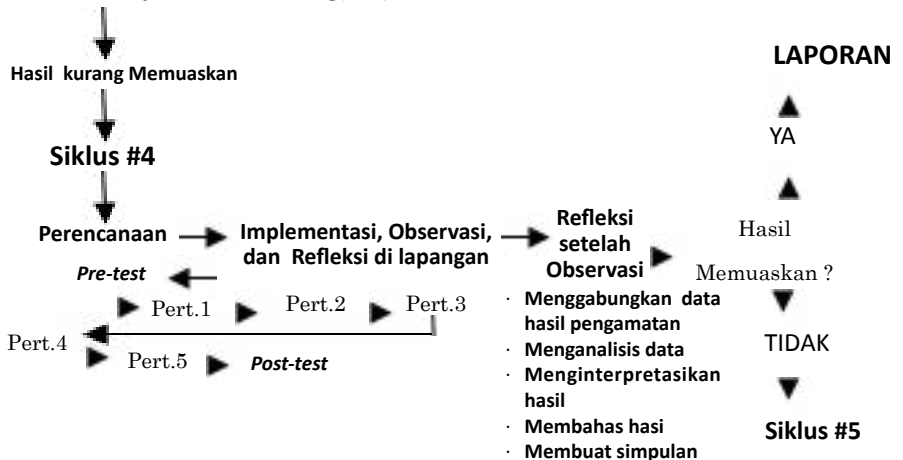 Hasil kurang Memuaskan
LAPORAN
YA
Siklus #4
Perencanaan
Implementasi, Observasi,
dan Refleksi di lapangan
Refleksi
setelah
Observasi
Hasil
Memuaskan ?
Pre-test
Pert.1
Pert.2
Pert.3
Pert.4
Pert.5
Post-test
· Menggabungkan data
hasil pengamatan
· Menganalisis data
· Menginterpretasikan
hasil
· Membahas hasi
· Membuat simpulan
TIDAK
Siklus #5